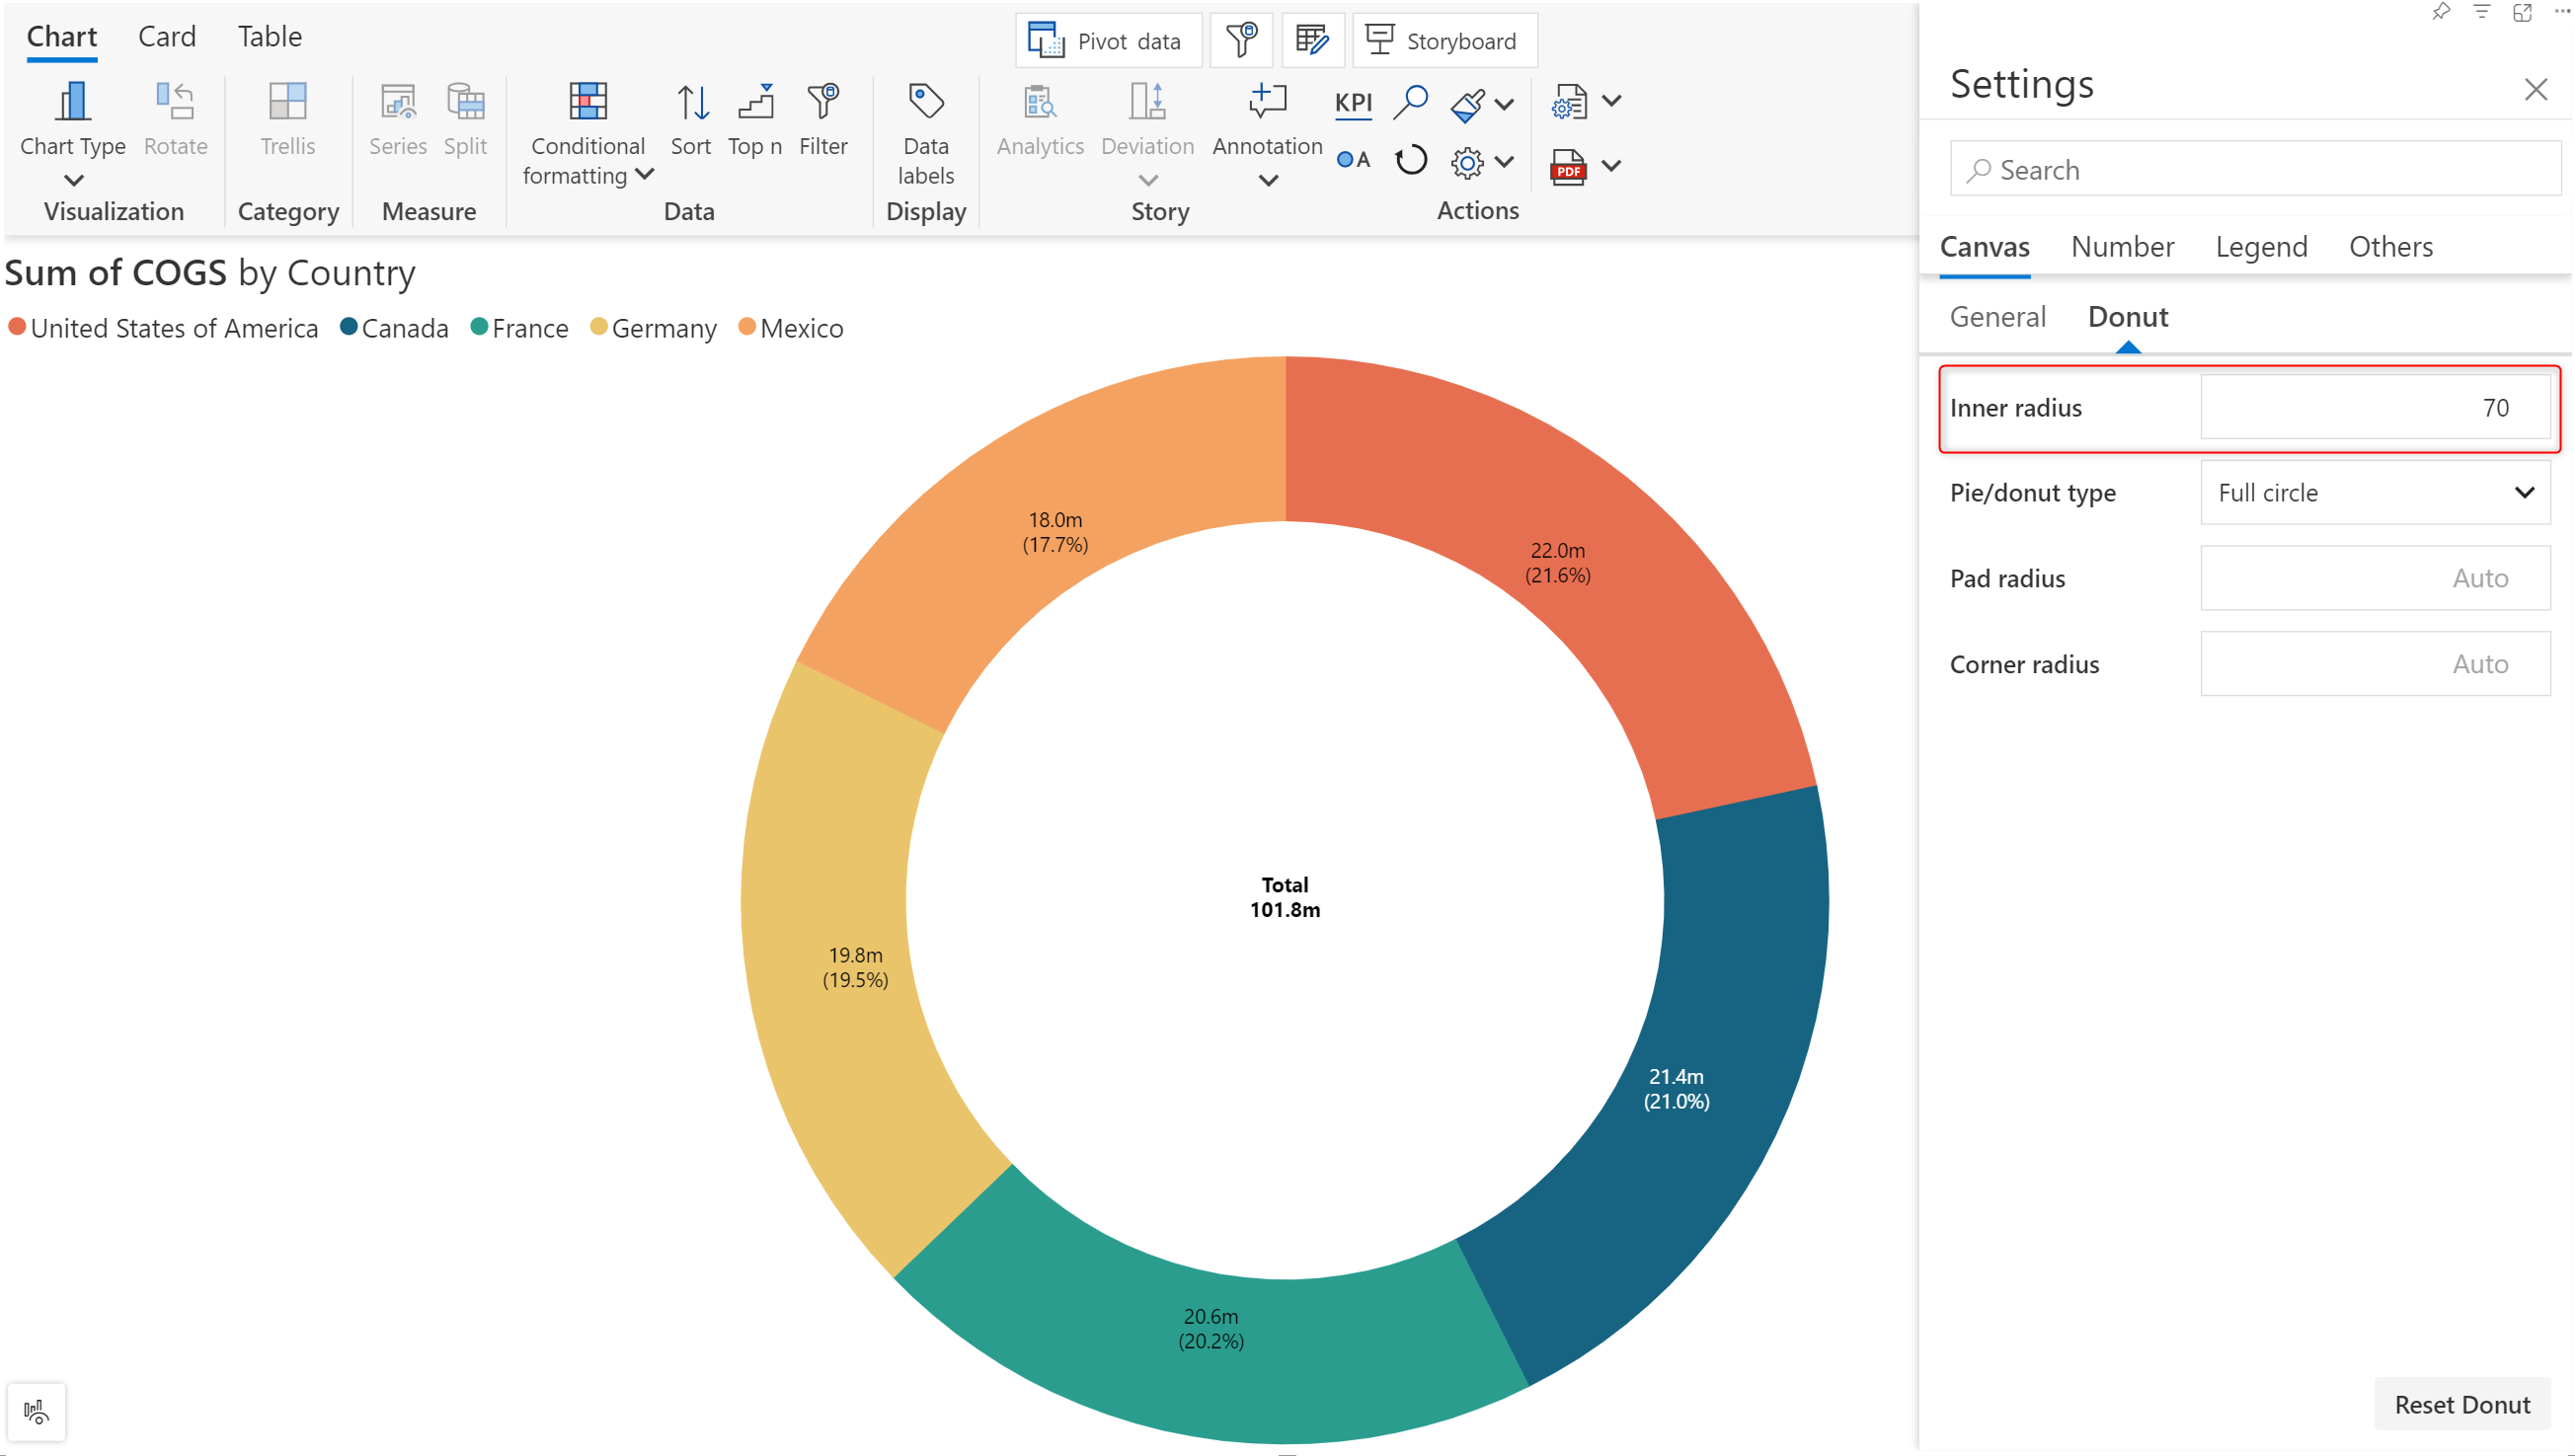 Chart Card Table
Pivot data Storyboard
Settings
Chart Type Rotate Trellis Series Split Conditional formatting Sort Top n Filter Data labels Analytics Deviation Annotation KPI A PDF
Visualization Category Measure Data Display Story Actions
Search
Canvas Number Legend Others
General Donut
Inner radius 70
Pie/donut type Full circle
Pad radius Auto
Corner radius Auto
Sum of COGS by Country
United States of America Canada France Germany Mexico
18.0m
(17.7%)
22.0m
(21.6%)
Total
101.8m
19.8m
(19.5%)
21.4m
(21.0%)
20.6m
(20.2%)
Reset Donut